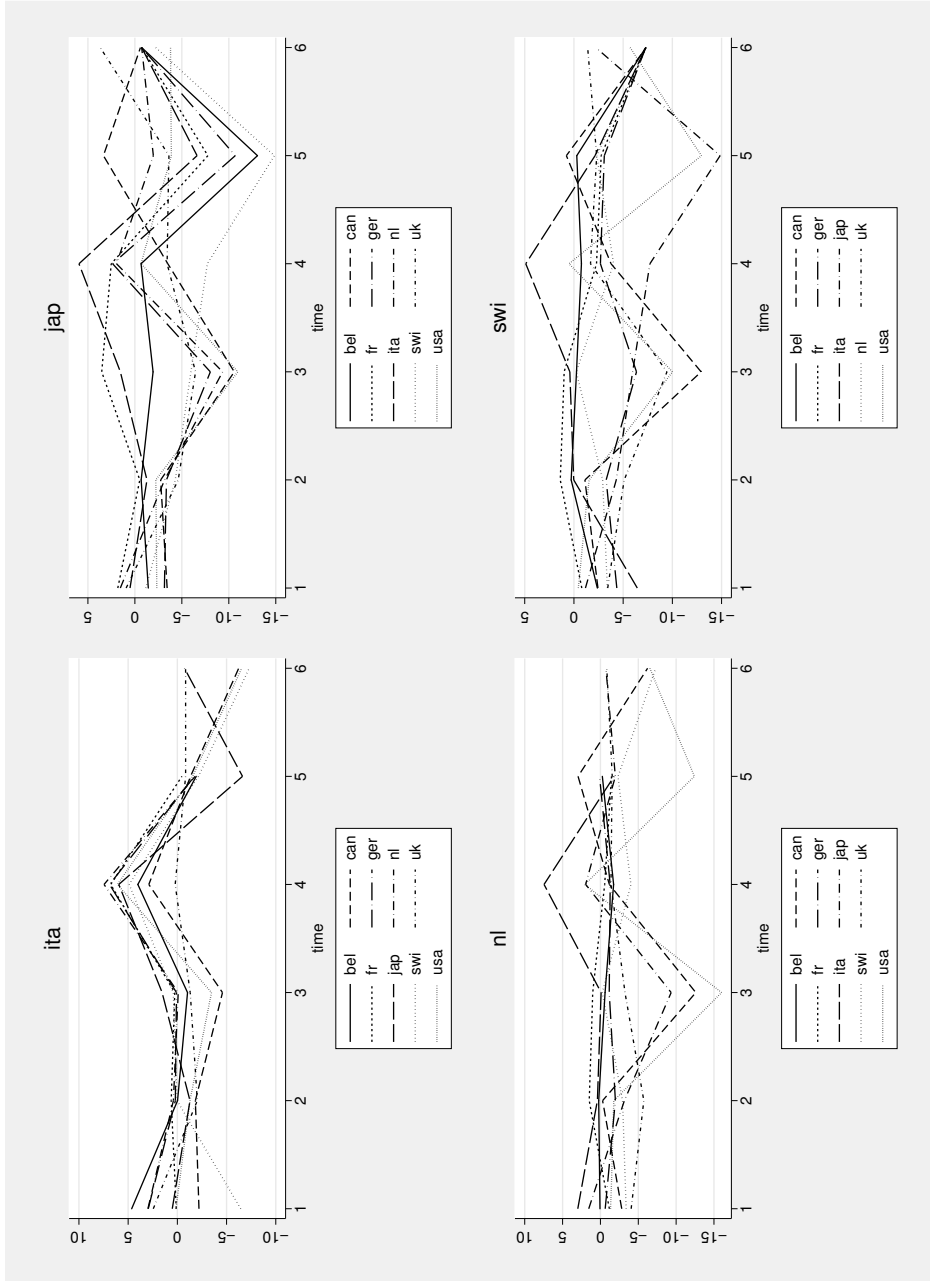 ita
10
5
0
−5
−10
1 2 3 4 5 6
time
bel can
fr ger
jap nl
swi uk
usa
jap
5
0
−5
−10
−15
1 2 3 4 5 6
time
bel can
fr ger
ita nl
swi uk
usa
nl
5
0
−5
−10
−15
1 2 3 4 5 6
time
bel can
fr ger
ita jap
swi uk
usa
swi
5
0
−5
−10
−15
1 2 3 4 5 6
time
bel can
fr ger
ita jap
nl uk
usa